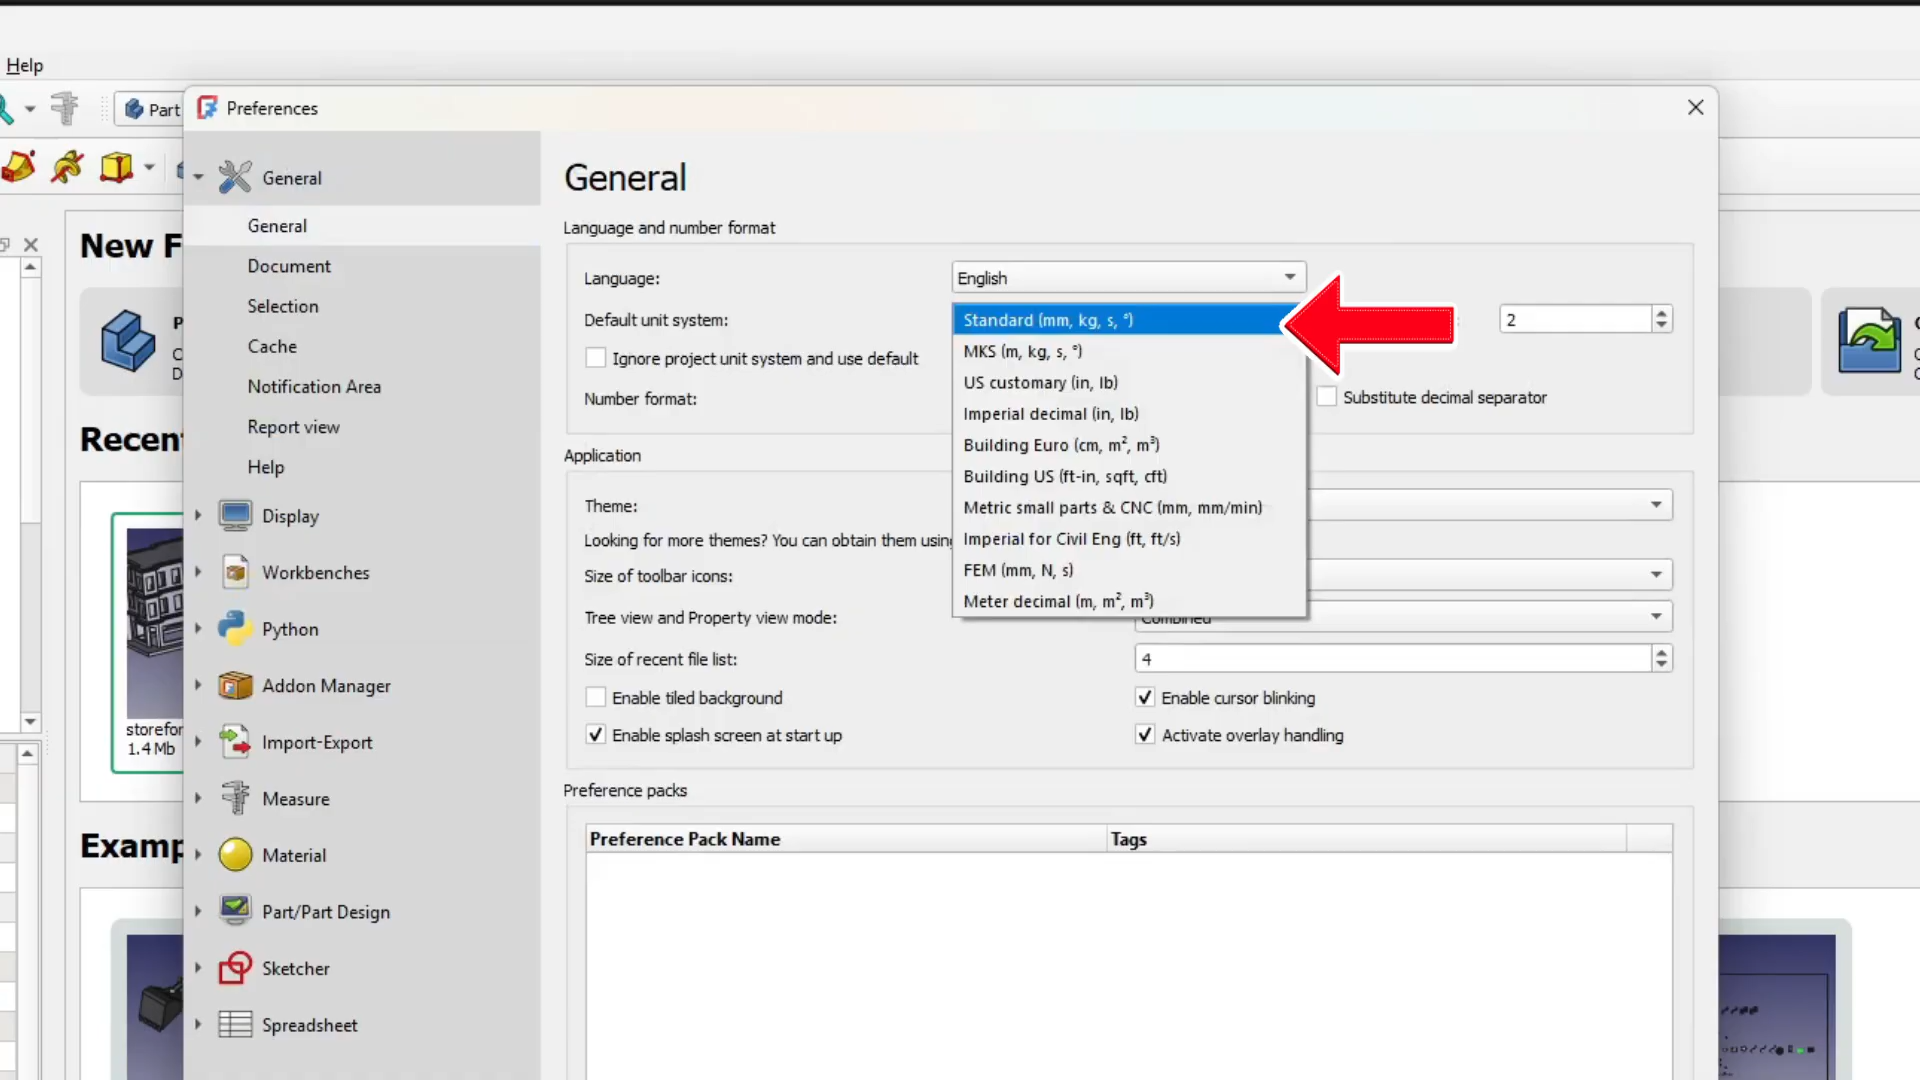 Help
Part
Preferences
General
General
Document
Selection
Cache
Notification Area
Report view
Help
Display
Workbenches
Python
Addon Manager
Import-Export
Measure
Material
Part/Part Design
Sketcher
Spreadsheet
General
Language and number format
Language:
English
Default unit system:
Standard (mm, kg, s, °)
MKS (m, kg, s, °)
US customary (in, lb)
Imperial decimal (in, lb)
Building Euro (cm, m², m³)
Building US (ft-in, sqft, cft)
Metric small parts & CNC (mm, mm/min)
Imperial for Civil Eng (ft, ft/s)
FEM (mm, N, s)
Meter decimal (m, m², m³)
2
Ignore project unit system and use default
Number format:
Substitute decimal separator
Application
Theme:
Looking for more themes? You can obtain them using
Size of toolbar icons:
Tree view and Property view mode:
Combined
Size of recent file list:
4
Enable tiled background
Enable cursor blinking
Enable splash screen at start up
Activate overlay handling
Preference packs
Preference Pack Name
Tags
New F
P
Recent
storefor
1.4 Mb
Examp